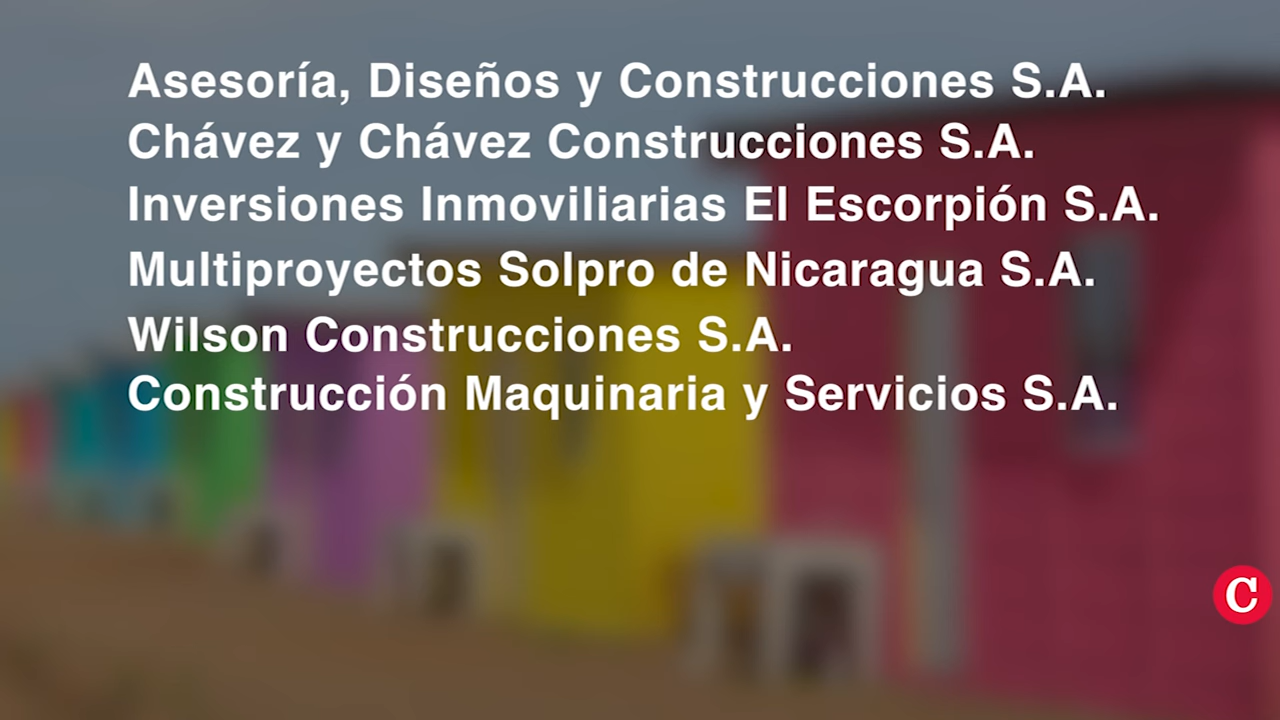 Asesoría, Diseños y Construcciones S.A.
Chávez y Chávez Construcciones S.A.
Inversiones Inmoviliarias El Escorpión S.A.
Multiproyectos Solpro de Nicaragua S.A.
Wilson Construcciones S.A.
Construcción Maquinaria y Servicios S.A.
C